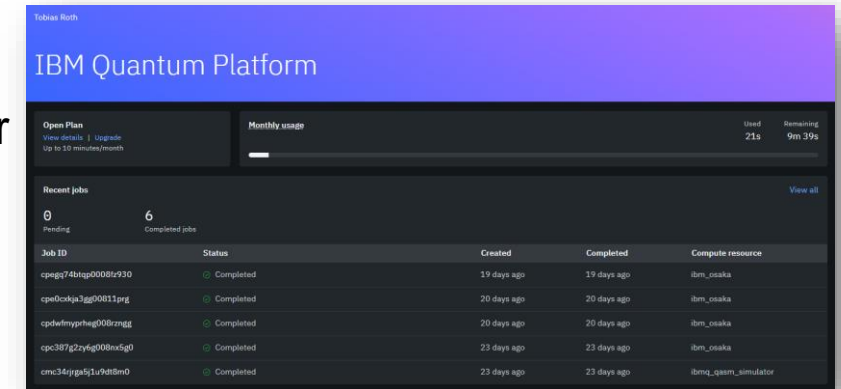 Tobias Roth
IBM Quantum Platform
r
Open Plan
View details | Upgrade
Up to 10 minutes/month
Monthly usage
Used
21s
Remaining
9m 39s
Recent jobs
View all
0
Pending
6
Completed jobs
Job ID Status Created Completed Compute resource
cpegq74btqp0008fz930 Completed 19 days ago 19 days ago ibm_osaka
cpe0cxkja3gg00811prg Completed 20 days ago 20 days ago ibm_osaka
cpdwfmyprheg008rzngg Completed 20 days ago 20 days ago ibm_osaka
cpc387g2zy6g008nx5g0 Completed 23 days ago 23 days ago ibm_osaka
cmc34rjrga5j1u9dt8m0 Completed 23 days ago 23 days ago ibmq_qasm_simulator